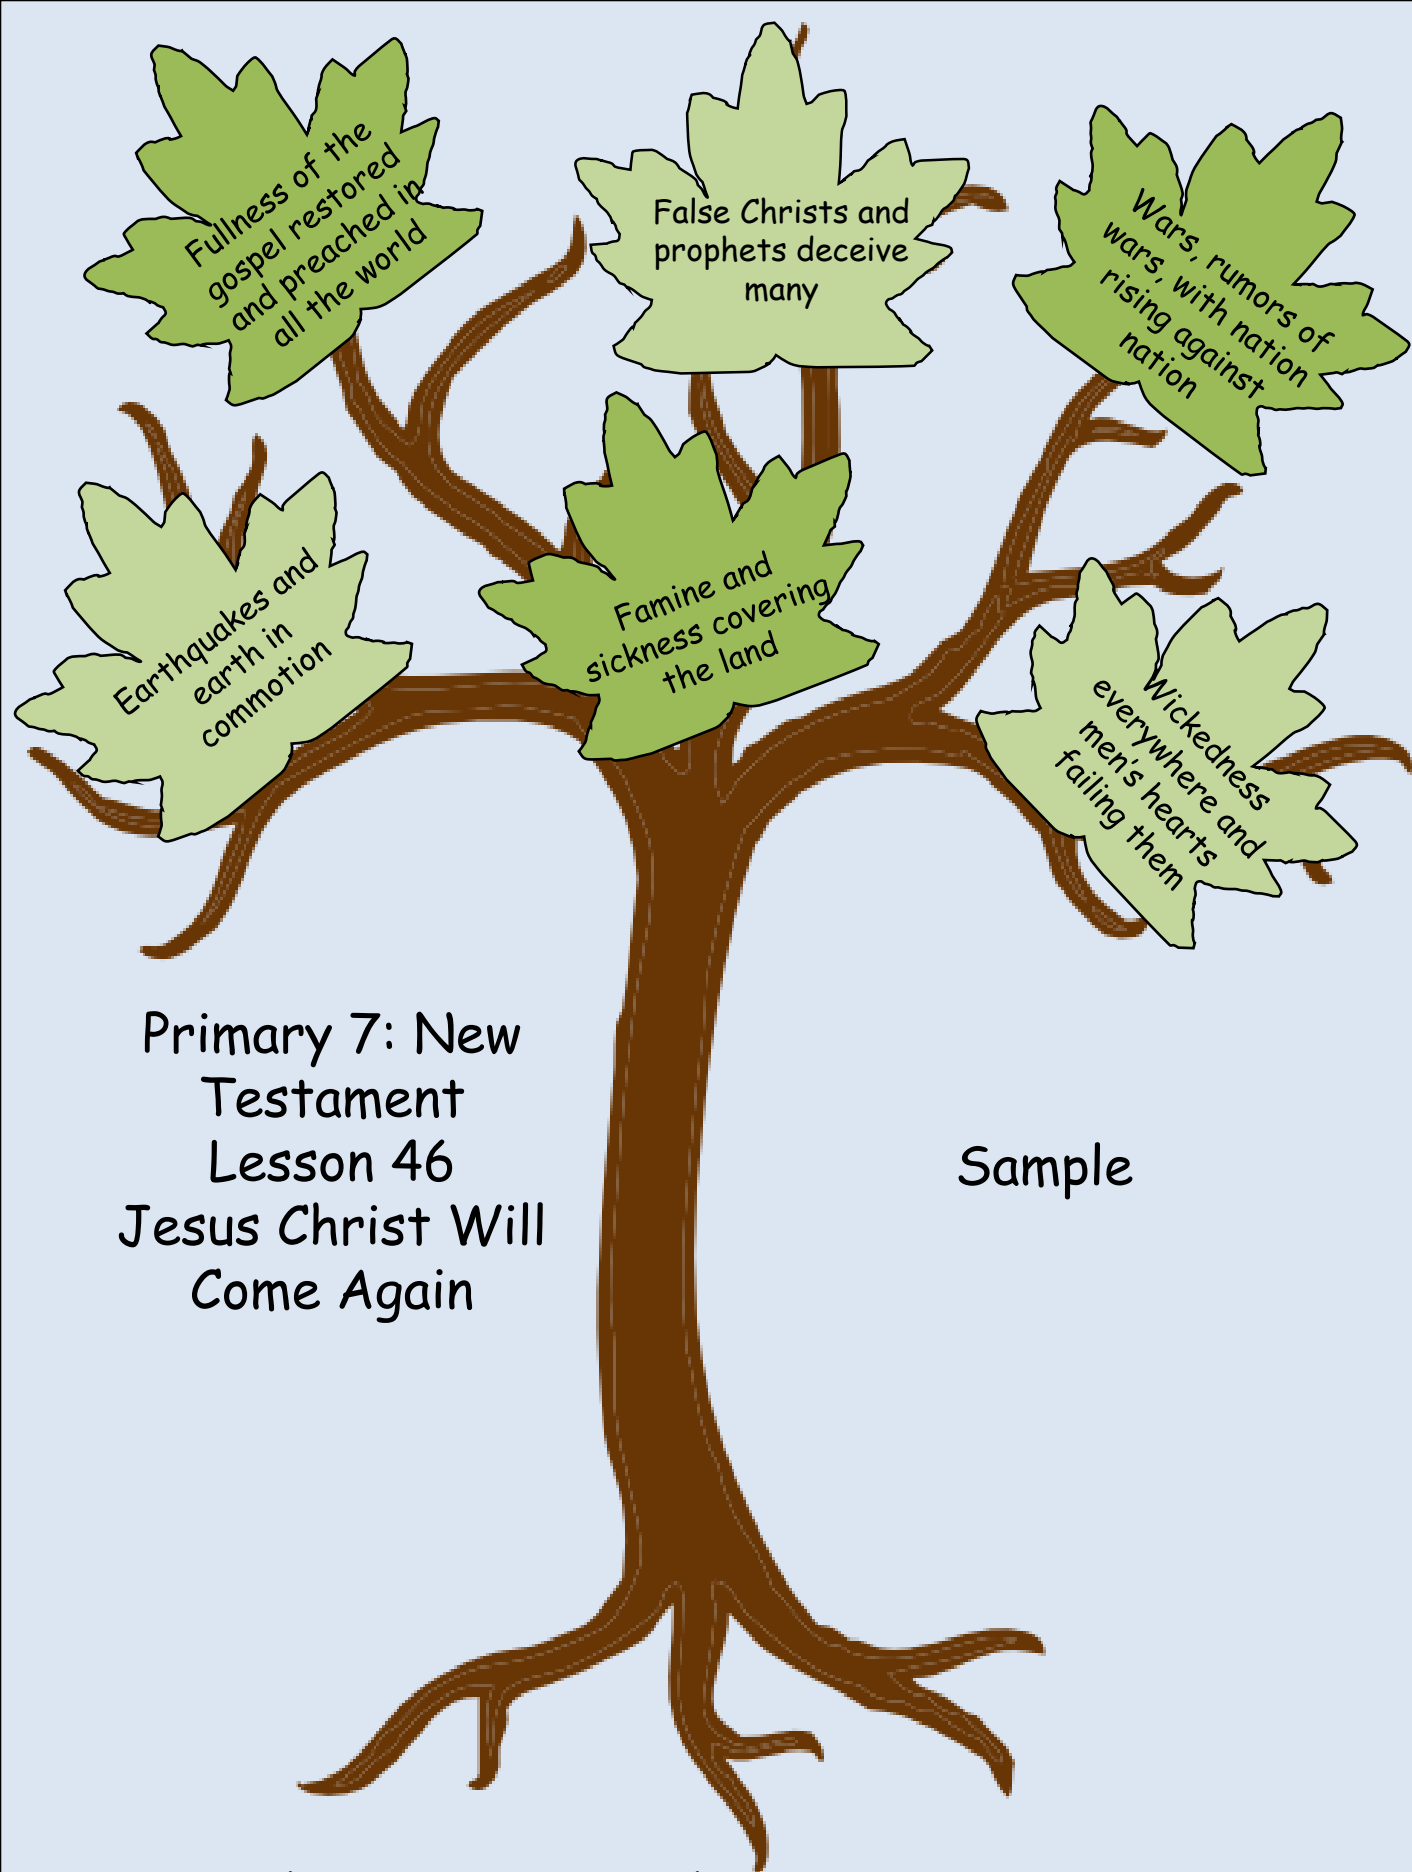 Fullness of the
gospel restored
and preached in
all the world
False Christs and
prophets deceive
many
Wars, rumors of
wars, with nation
rising against
nation
Earthquakes and
earth in
commotion
Famine and
sickness covering
the land
Wickedness
everywhere and
men's hearts
failing them
Primary 7: New
Testament
Lesson 46
Jesus Christ Will
Come Again
Sample